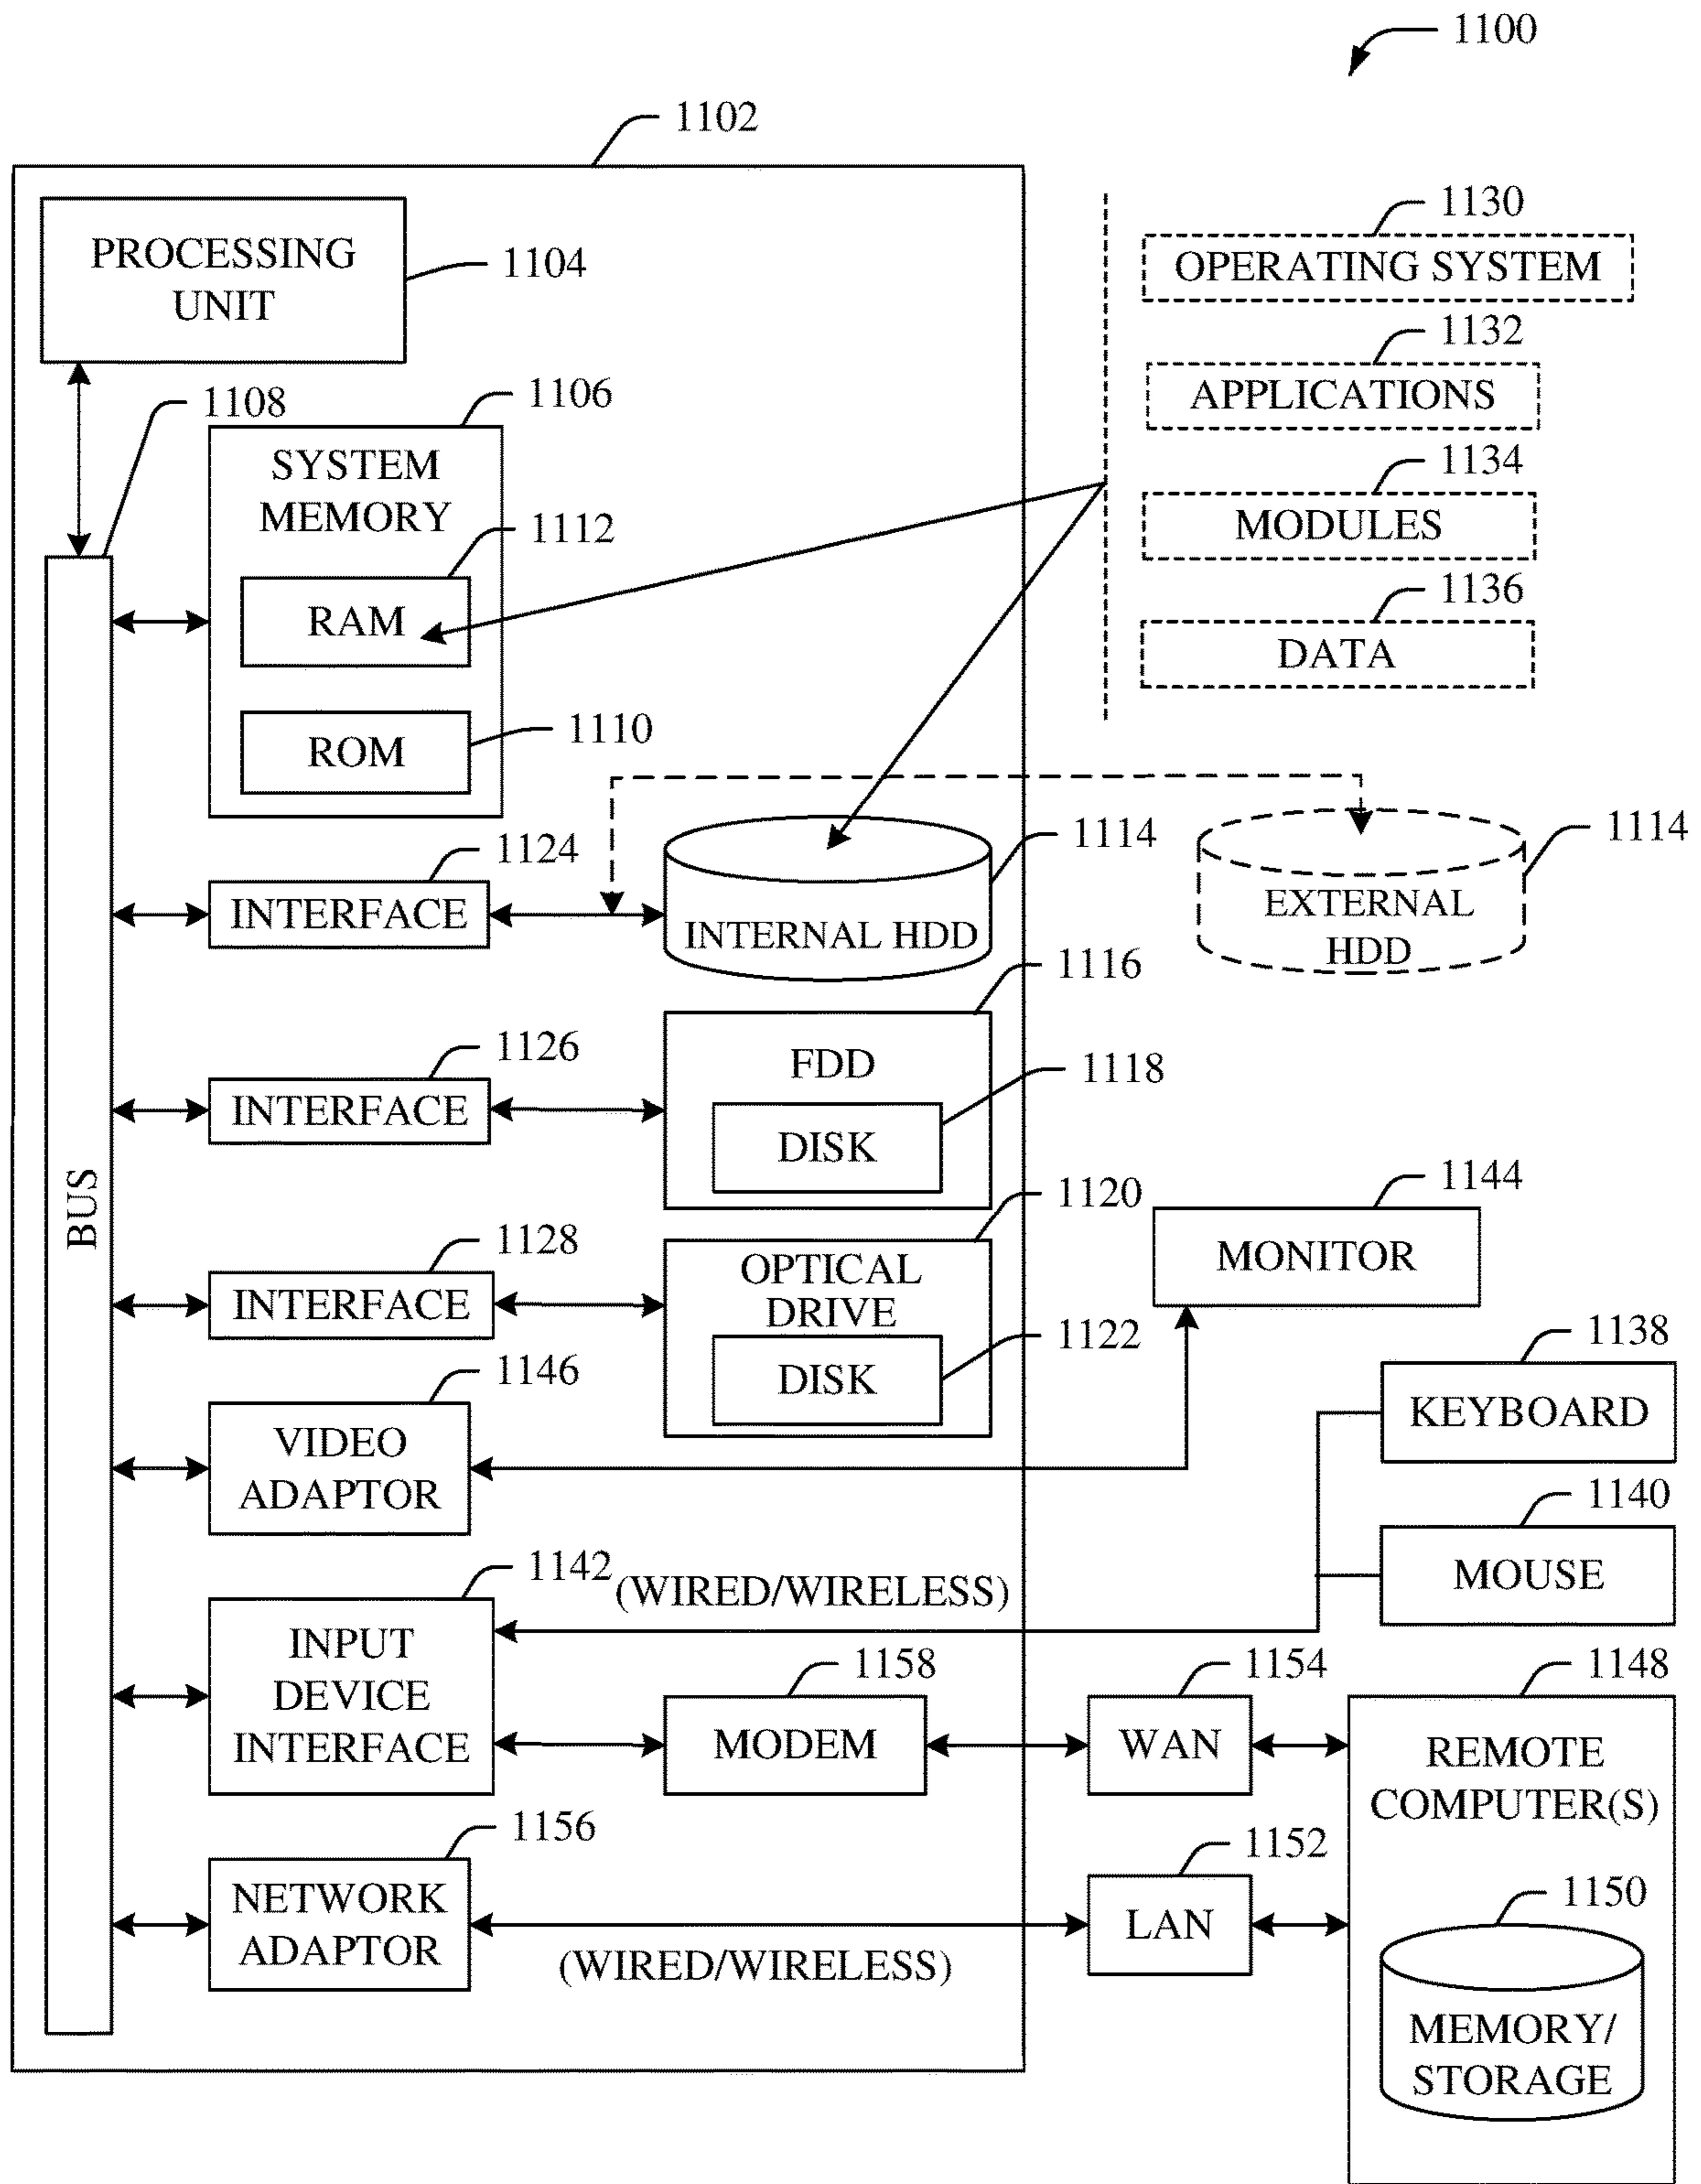 1100
1102
PROCESSING
UNIT
1104
1130
OPERATING SYSTEM
1132
APPLICATIONS
1134
MODULES
1136
DATA
1108
1106
SYSTEM
MEMORY
1112
RAM
1110
ROM
1124
INTERFACE
1114
INTERNAL HDD
1114
EXTERNAL
HDD
1126
INTERFACE
1116
FDD
1118
DISK
BUS
1128
INTERFACE
1120
OPTICAL
DRIVE
1122
DISK
1144
MONITOR
1146
VIDEO
ADAPTOR
1138
KEYBOARD
1140
MOUSE
1142
(WIRED/WIRELESS)
INPUT
DEVICE
INTERFACE
1158
MODEM
1154
WAN
1148
REMOTE
COMPUTER(S)
1156
NETWORK
ADAPTOR
(WIRED/WIRELESS)
1152
LAN
1150
MEMORY/
STORAGE